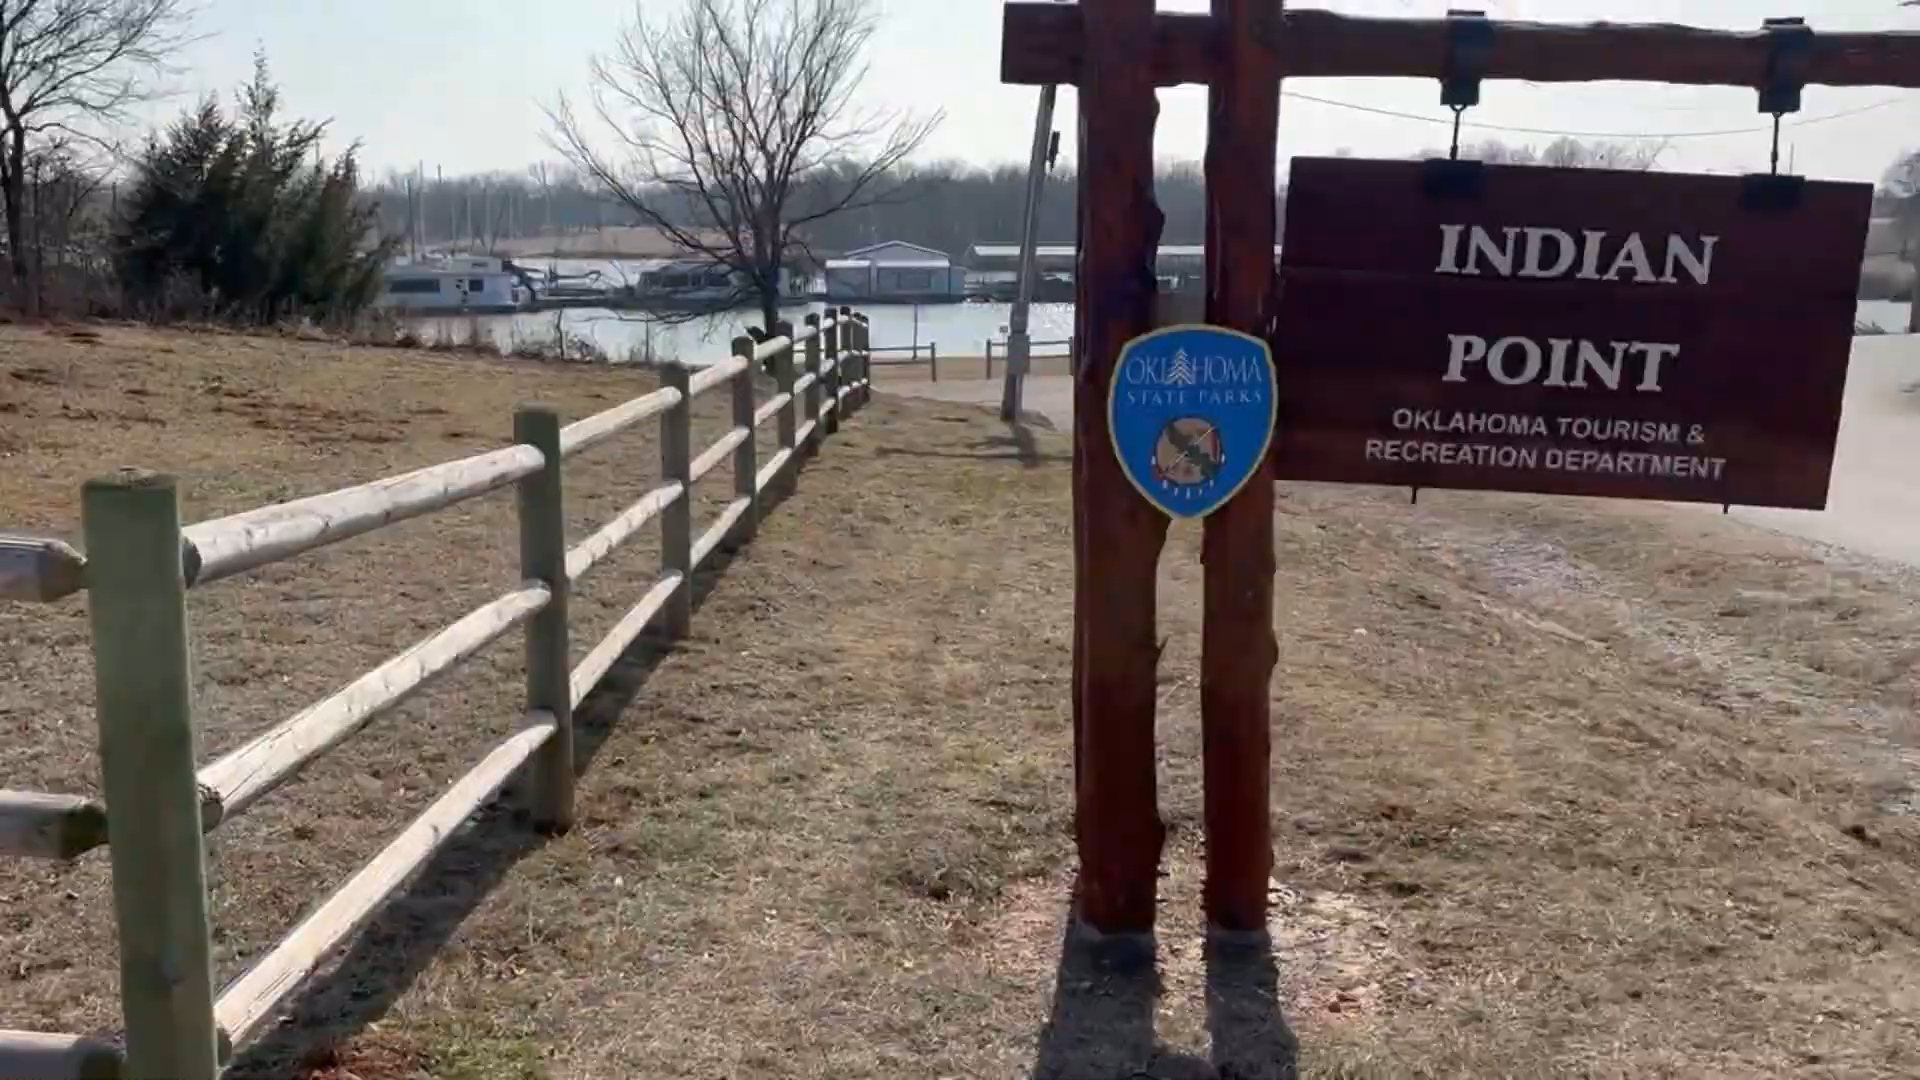 OKLAHOMA
STATE PARKS
INDIAN
POINT
OKLAHOMA TOURISM &
RECREATION DEPARTMENT